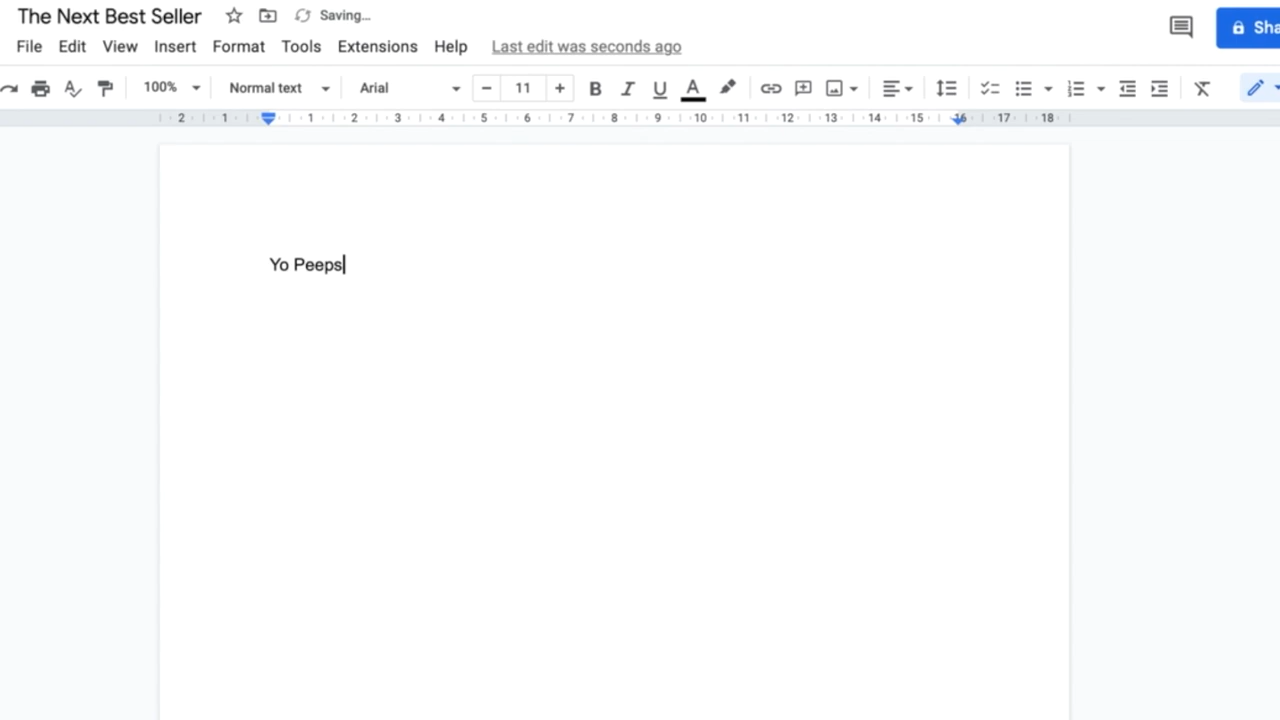 The Next Best Seller Saving...
File Edit View Insert Format Tools Extensions Help Last edit was seconds ago
100% Normal text Arial − 11 + B I U A
2 1 1 2 3 4 5 6 7 8 9 10 11 12 13 14 15 16 17 18
Yo Peeps